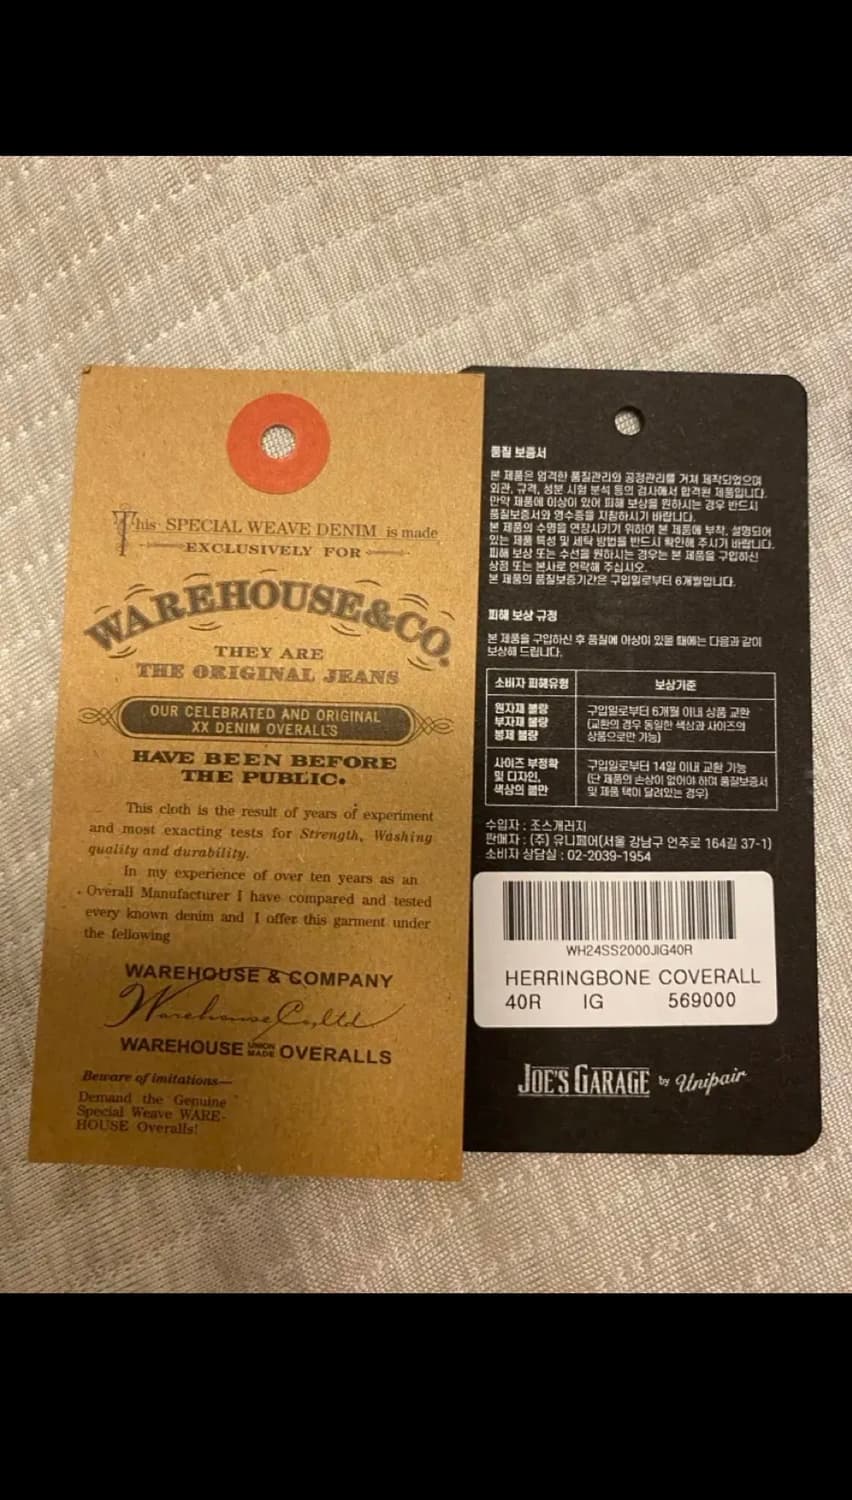 This SPECIAL WEAVE DENIM is made
EXCLUSIVELY FOR
WAREHOUSE & CO.
THEY ARE
THE ORIGINAL JEANS
OUR CELEBRATED AND ORIGINAL
XX DENIM OVERALL'S
HAVE BEEN BEFORE
THE PUBLIC.
This cloth is the result of years of experiment
and most exacting tests for Strength, Washing
quality and durability.
In my experience of over ten years as an
Overall Manufacturer I have compared and tested
every known denim and I offer this garment under
the fellowing
WAREHOUSE & COMPANY
Warehouse Co,ltd
WAREHOUSE UNION MADE OVERALLS
Beware of imitations—
Demand the Genuine
Special Weave WARE-
HOUSE Overalls!
품질 보증서
본 제품은 엄격한 품질관리와 공정관리를 거쳐 제작되었으며
외관, 규격, 성분 시험 분석 등의 검사에서 합격된 제품입니다.
만약 제품에 이상이 있어 피해 보상을 원하시는 경우 반드시
품질보증서와 영수증을 지참하시기 바랍니다.
본 제품의 수명을 연장시키기 위하여 본 제품에 부착, 설명되어
있는 제품 특성 및 세탁 방법을 반드시 확인해 주시기 바랍니다.
피해 보상 또는 수선을 원하시는 경우는 본 제품을 구입하신
상점 또는 본사로 연락해 주십시오.
본 제품의 품질보증기간은 구입일로부터 6개월입니다.
피해 보상 규정
본 제품을 구입하신 후 품질에 이상이 있을 때에는 다음과 같이
보상해 드립니다.
소비자 피해유형 보상기준
원자재 불량 구입일로부터 6개월 이내 상품 교환
부자재 불량 (교환의 경우 동일한 색상과 사이즈의
봉제 불량 상품으로만 가능)
사이즈 부정확 구입일로부터 14일 이내 교환 가능
및 디자인, (단 제품의 손상이 없어야 하며 품질보증서
색상의 불만 및 제품 택이 달려있는 경우)
수입자 : 조스개러지
판매자 : (주) 유니페어(서울 강남구 언주로 164길 37-1)
소비자 상담실 : 02-2039-1954
WH24SS2000JIG40R
HERRINGBONE COVERALL
40R IG 569000
JOE'S GARAGE by Unipair